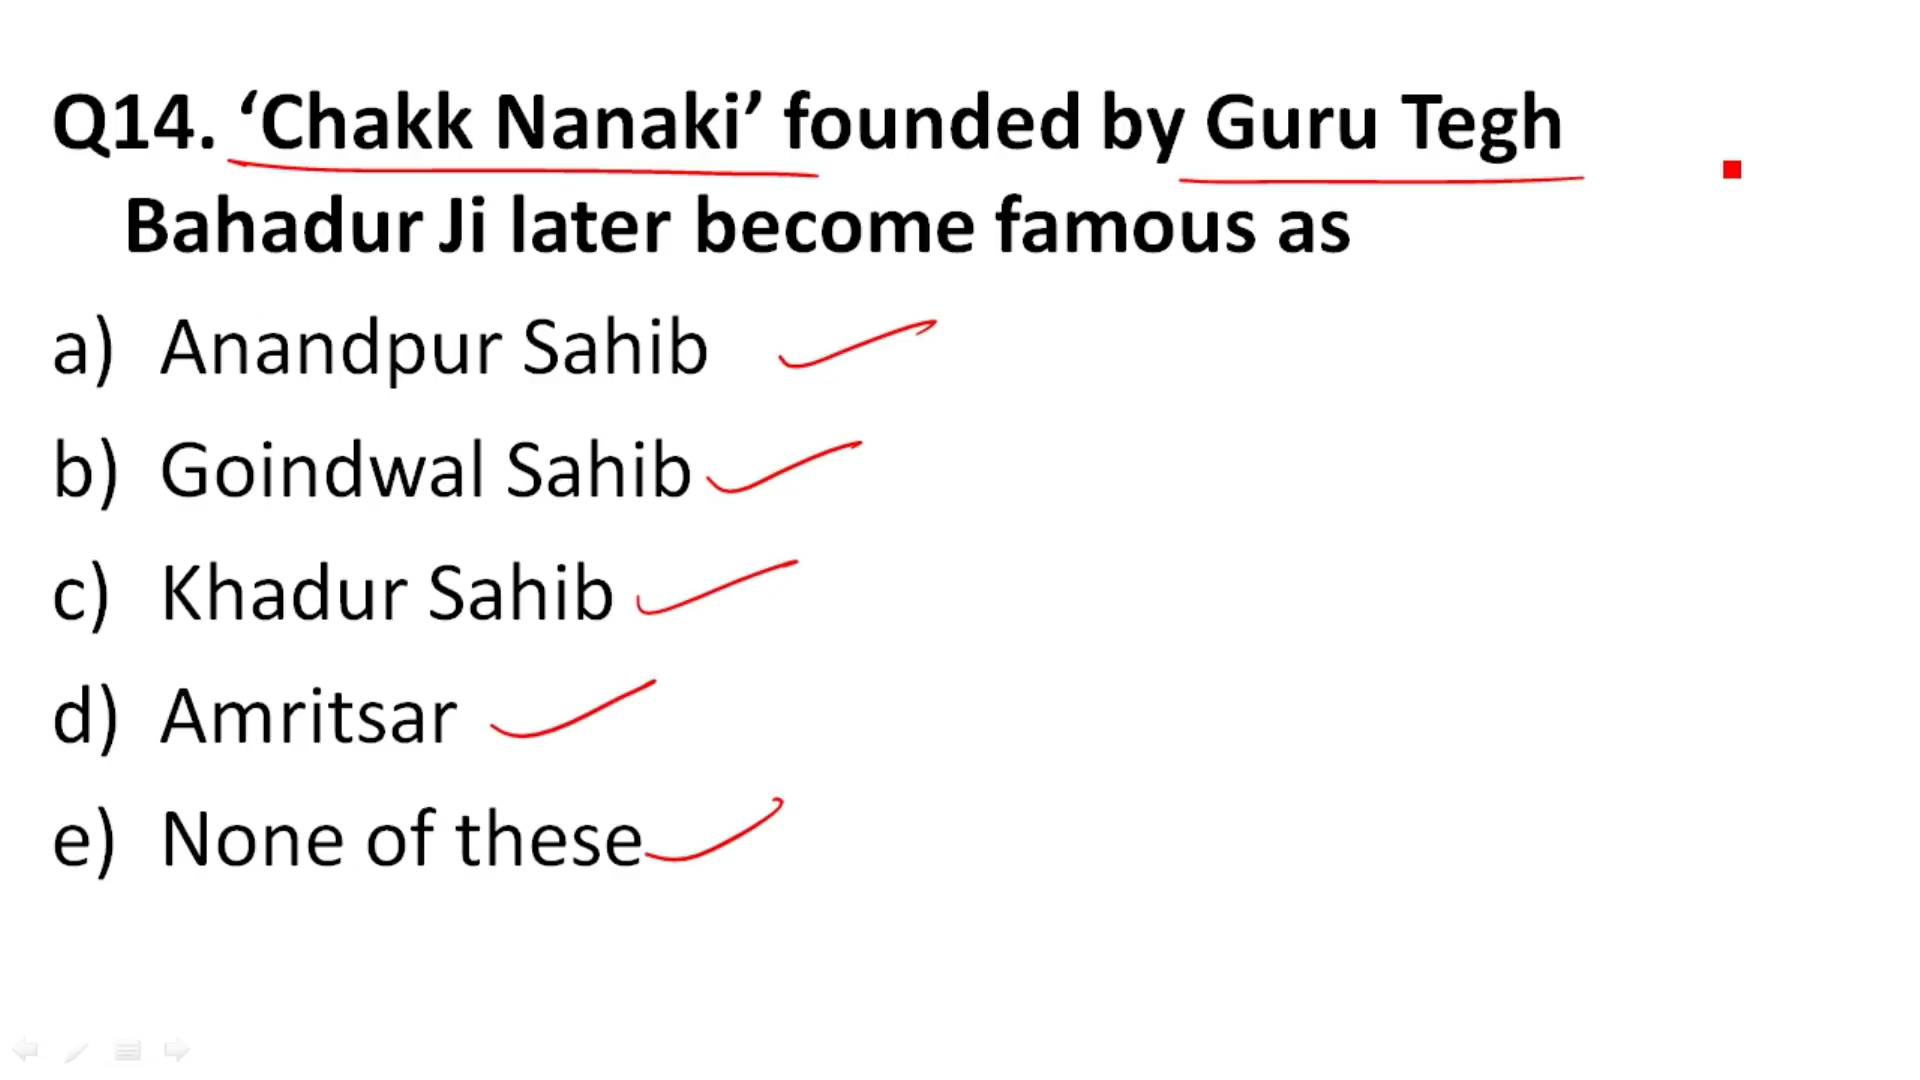 Q14. ‘Chakk Nanaki’ founded by Guru Tegh
Bahadur Ji later become famous as
a) Anandpur Sahib
b) Goindwal Sahib
c) Khadur Sahib
d) Amritsar
e) None of these